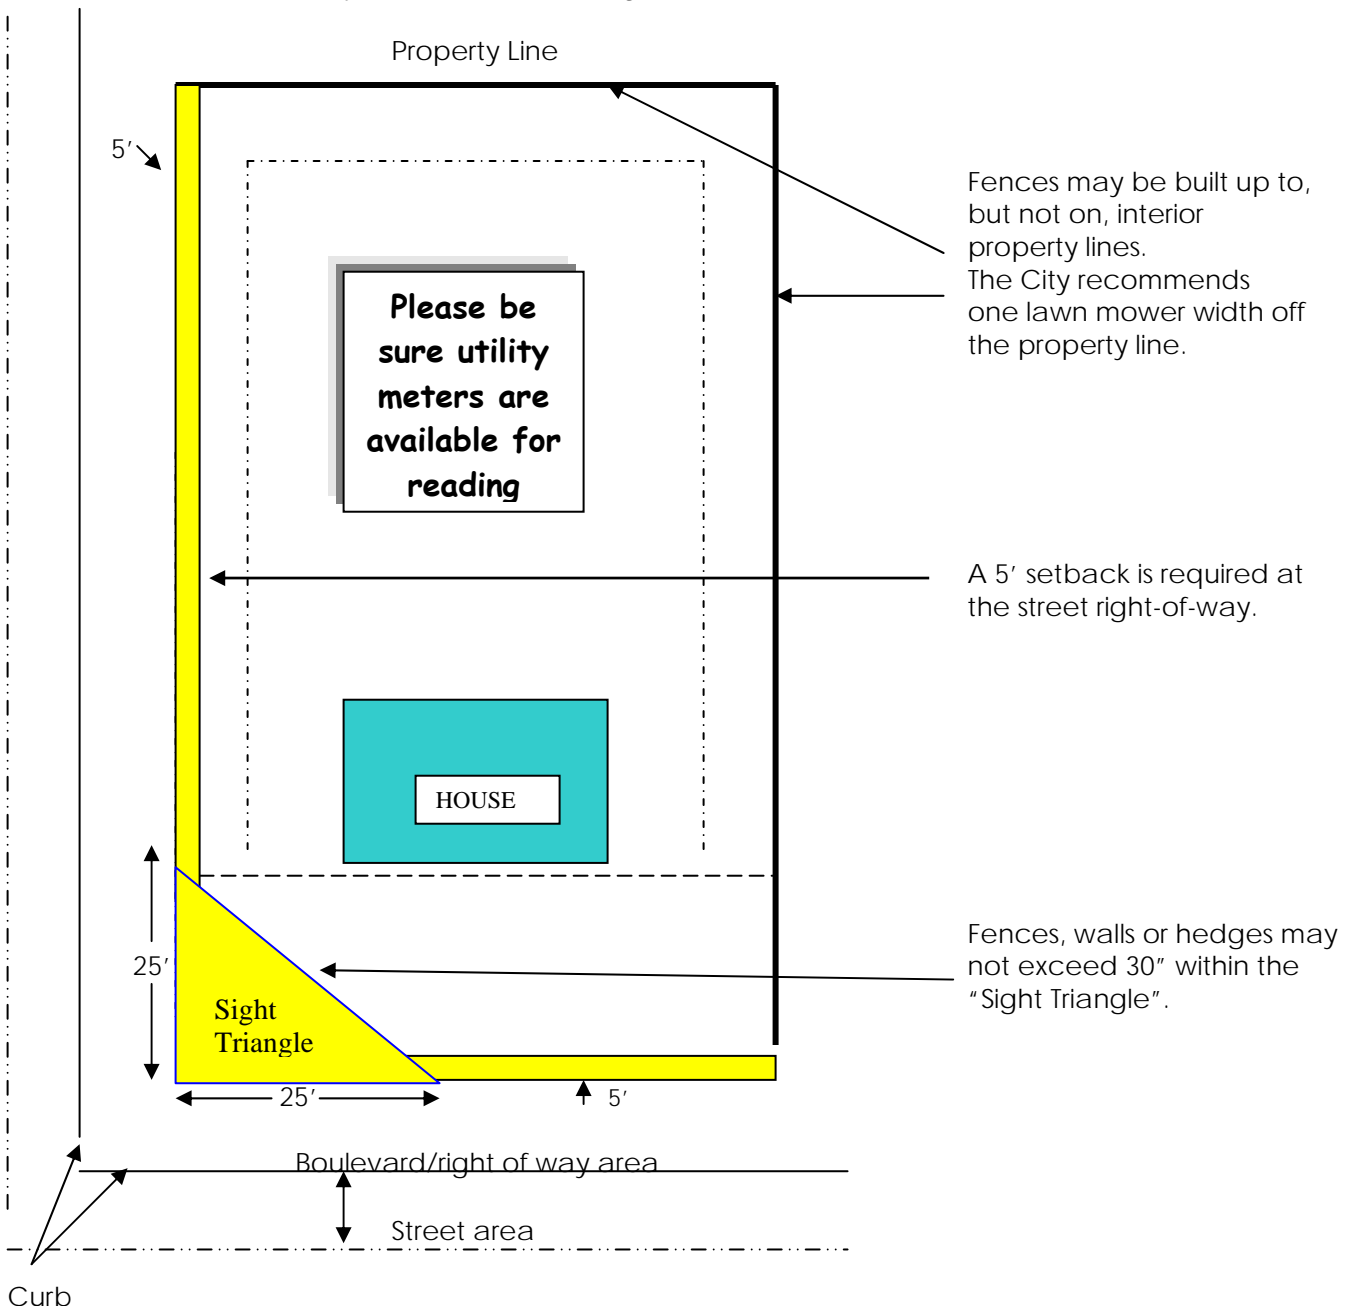 Property Line
5′
Fences may be built up to,
but not on, interior
property lines.
The City recommends
one lawn mower width off
the property line.
Please be
sure utility
meters are
available for
reading
A 5′ setback is required at
the street right-of-way.
HOUSE
Fences, walls or hedges may
not exceed 30″ within the
“Sight Triangle”.
25′
Sight
Triangle
25′
5′
Boulevard/right of way area
Street area
Curb